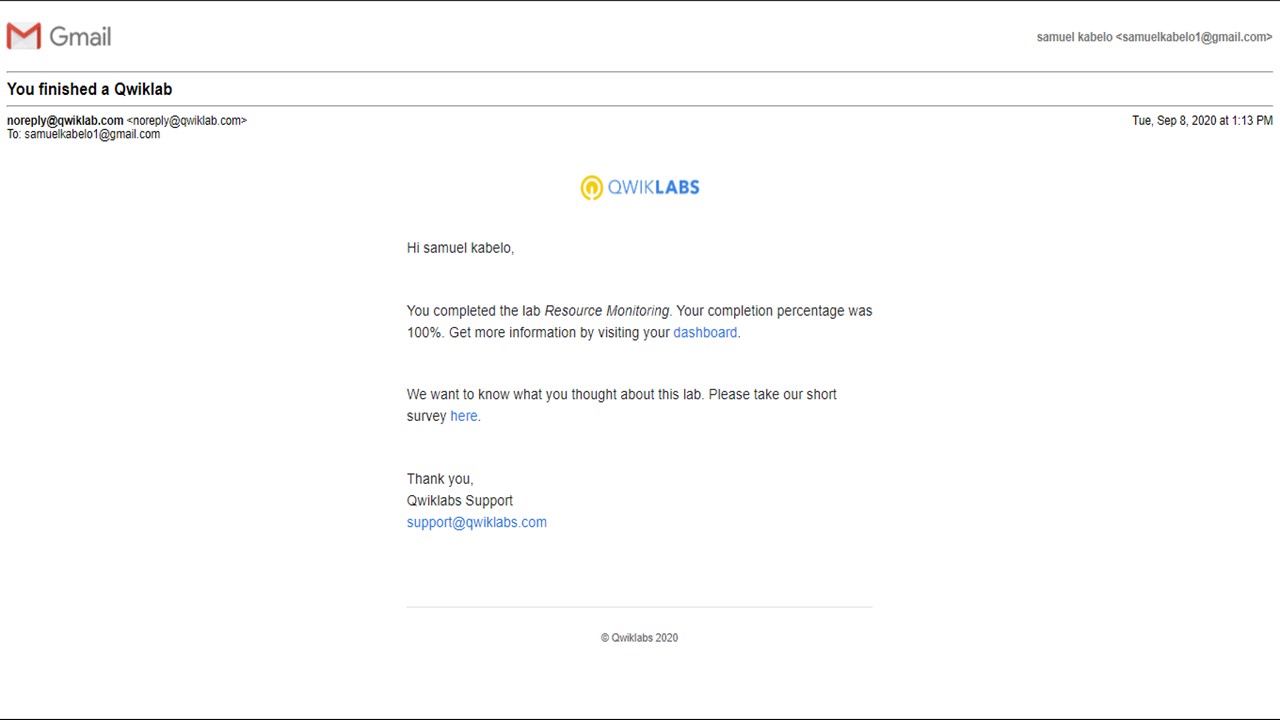 Gmail
samuel kabelo <samuelkabelo1@gmail.com>
You finished a Qwiklab
noreply@qwiklab.com <noreply@qwiklab.com>
Tue, Sep 8, 2020 at 1:13 PM
To: samuelkabelo1@gmail.com
QWIKLABS
Hi samuel kabelo,
You completed the lab Resource Monitoring. Your completion percentage was
100%. Get more information by visiting your dashboard.
We want to know what you thought about this lab. Please take our short
survey here.
Thank you,
Qwiklabs Support
support@qwiklabs.com
© Qwiklabs 2020